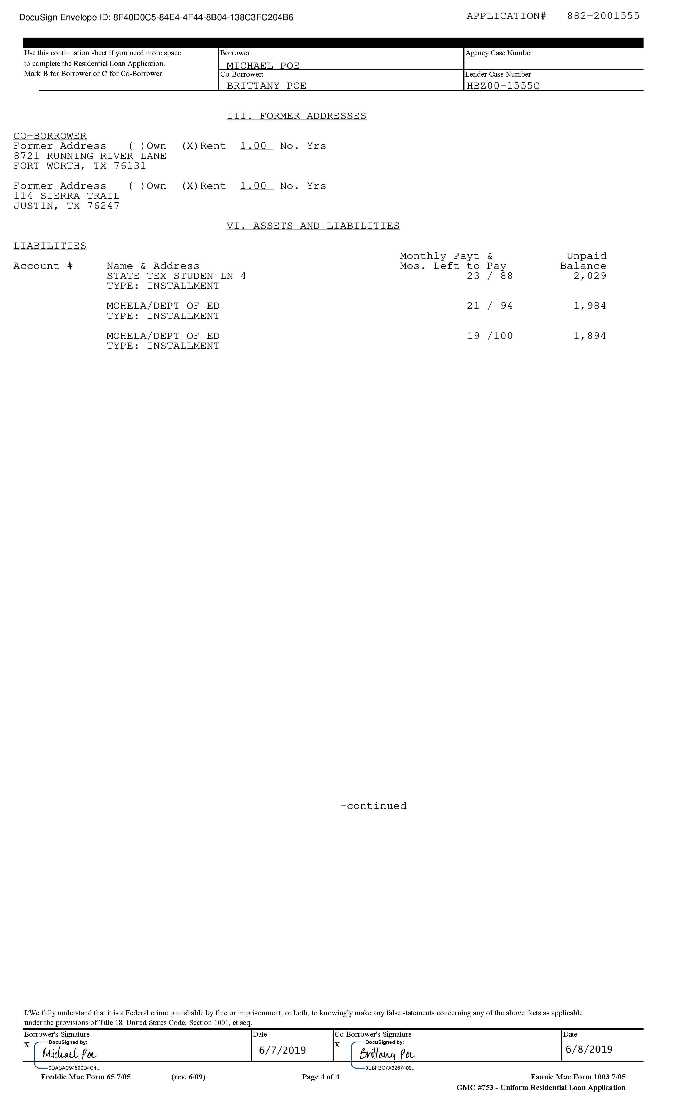 DocuSign Envelope ID: 8F40D0C5-84E4-4F44-8B04-138C3FC204B6
APPLICATION# 882-2001555
Use this continuation sheet if you need more space
to complete the Residential Loan Application.
Mark B for Borrower or C for Co-Borrower.
Borrower:
MICHAEL POE
Agency Case Number:
Co-Borrower:
BRITTANY POE
Lender Case Number:
HBZ00-1555C
III. FORMER ADDRESSES
CO-BORROWER
Former Address ( )Own (X)Rent 1.00 No. Yrs
8721 RUNNING RIVER LANE
FORT WORTH, TX 76131
Former Address ( )Own (X)Rent 1.00 No. Yrs
114 SIERRA TRAIL
JUSTIN, TX 76247
VI. ASSETS AND LIABILITIES
LIABILITIES
Monthly Payt & Unpaid
Account # Name & Address Mos. Left to Pay Balance
STATE TEX STUDEN LN 4 23 / 88 2,029
TYPE: INSTALLMENT
MOHELA/DEPT OF ED 21 / 94 1,984
TYPE: INSTALLMENT
MOHELA/DEPT OF ED 19 /100 1,894
TYPE: INSTALLMENT
-continued
I/We fully understand that it is a Federal crime punishable by fine or imprisonment, or both, to knowingly make any false statements concerning any of the above facts as applicable
under the provisions of Title 18, United States Code, Section 1001, et seq.
Borrower's Signature Date Co-Borrower's Signature Date
X DocuSigned by: X DocuSigned by:
Michael Poe 6/7/2019 Brittany Poe 6/8/2019
Freddie Mac Form 65 7/05 (rev. 6/09) Page 4 of 4 Fannie Mae Form 1003 7/05
GMC #753 - Uniform Residential Loan Application